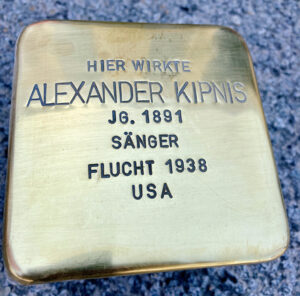 HIER WIRKTE
ALEXANDER KIPNIS
JG. 1891
SÄNGER
FLUCHT 1938
USA